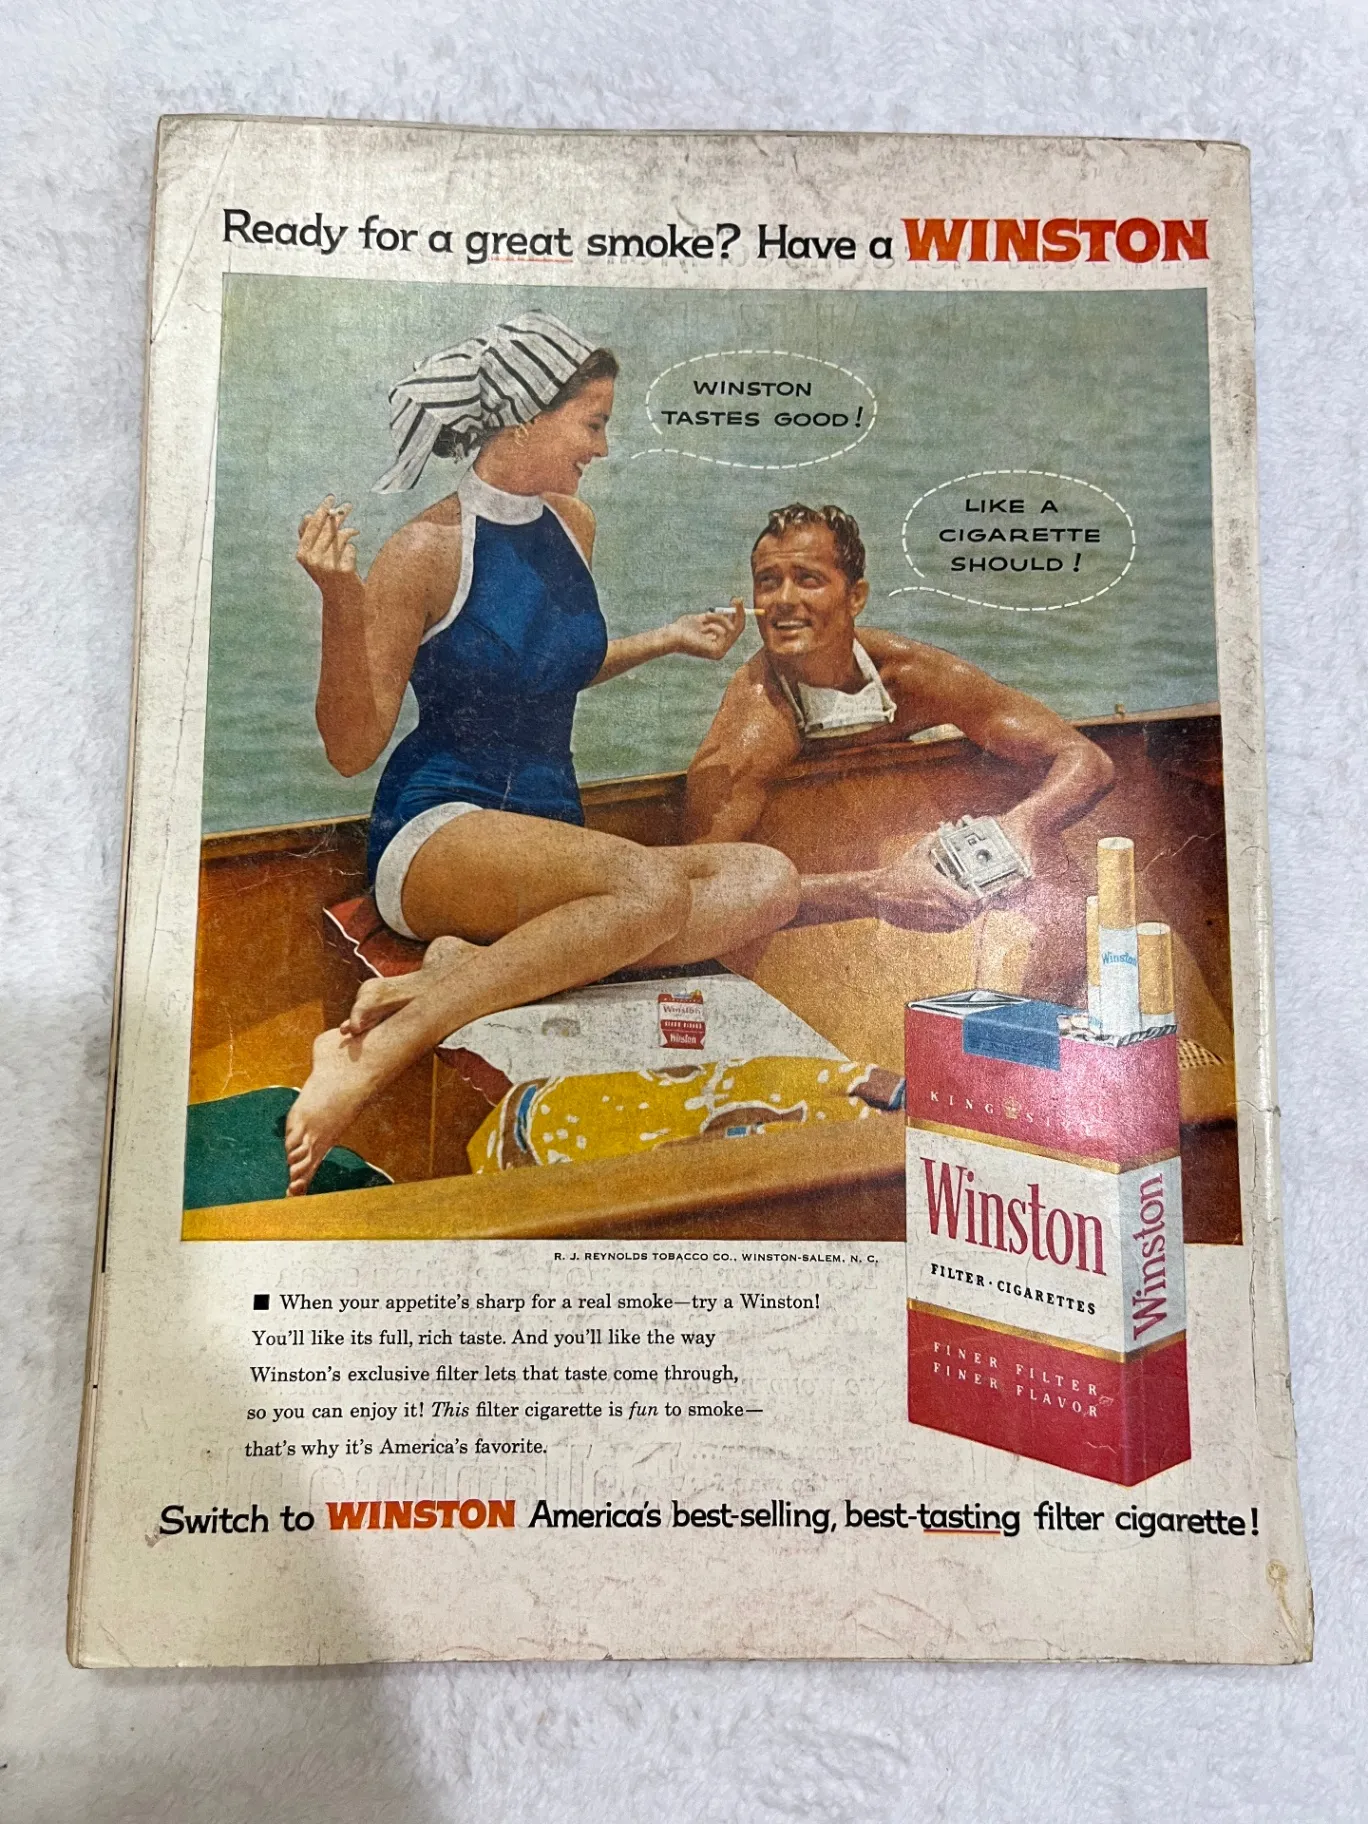 Ready for a great smoke? Have a WINSTON
WINSTON
TASTES GOOD!
LIKE A
CIGARETTE
SHOULD!
Winston
Winston
Winston
KING
Winston
Winston
FILTER · CIGARETTES
FINER FILTER
FINER FLAVOR
R. J. REYNOLDS TOBACCO CO., WINSTON-SALEM, N. C.
■ When your appetite's sharp for a real smoke—try a Winston!
You'll like its full, rich taste. And you'll like the way
Winston's exclusive filter lets that taste come through,
so you can enjoy it! This filter cigarette is fun to smoke—
that's why it's America's favorite.
Switch to WINSTON America's best-selling, best-tasting filter cigarette!